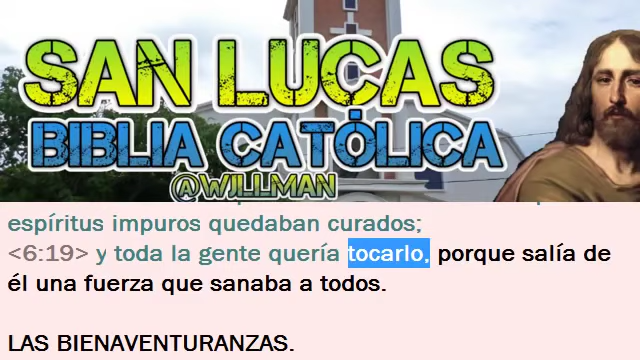 SAN LUCAS
BIBLIA CATÓLICA
@WJLLMAN
espíritus impuros quedaban curados;
<6:19> y toda la gente quería tocarlo, porque salía de
él una fuerza que sanaba a todos.
LAS BIENAVENTURANZAS.